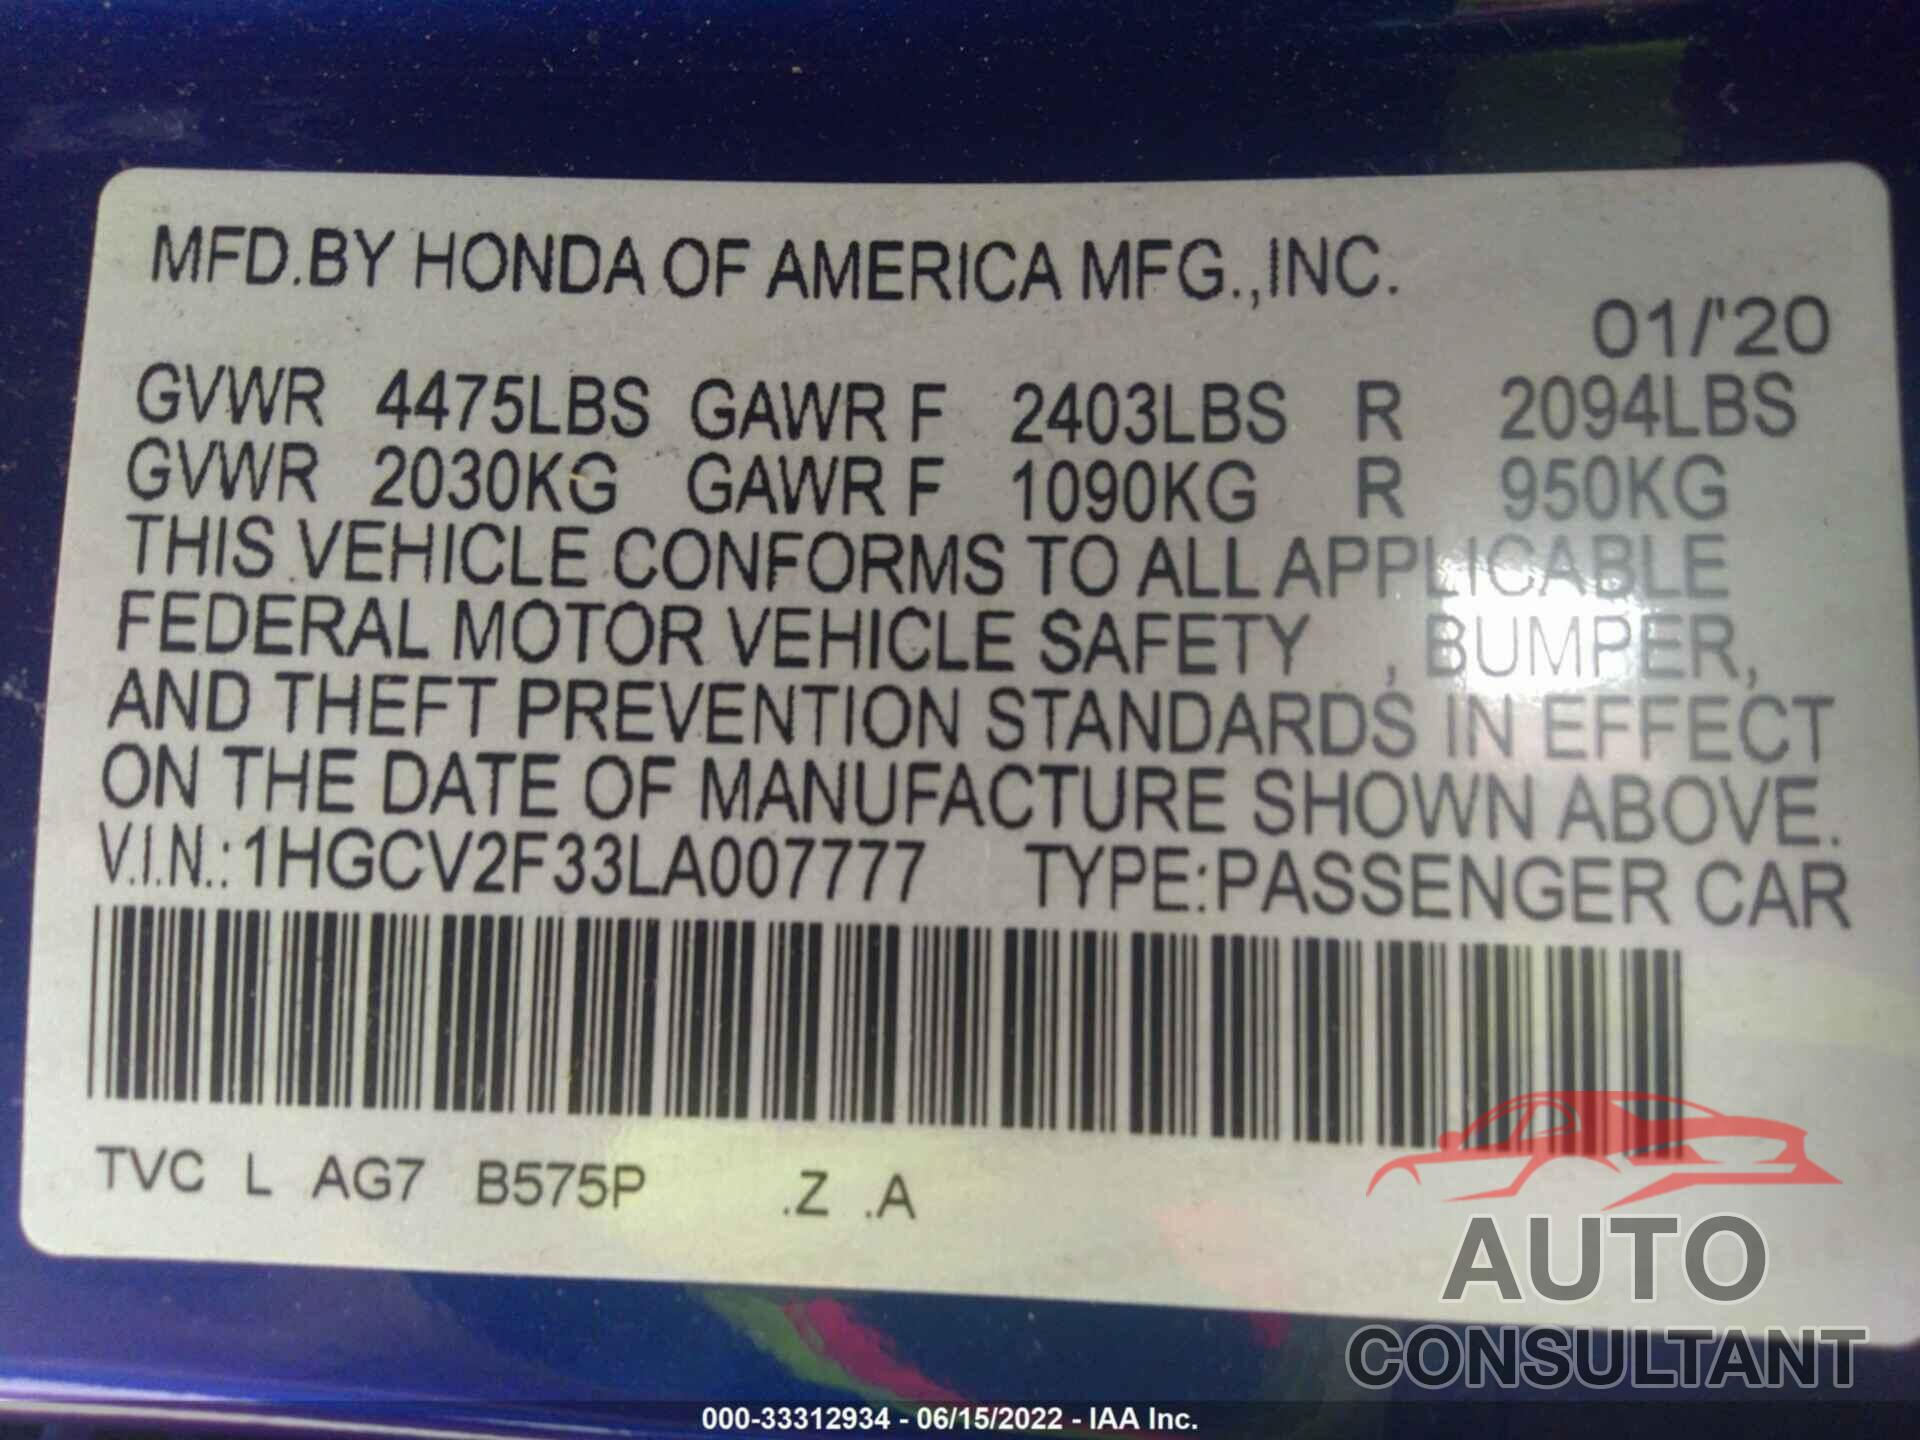 MFD.BY HONDA OF AMERICA MFG.,INC.
01/'20
GVWR 4475LBS GAWR F 2403LBS R 2094LBS
GVWR 2030KG GAWR F 1090KG R 950KG
THIS VEHICLE CONFORMS TO ALL APPLICABLE
FEDERAL MOTOR VEHICLE SAFETY , BUMPER,
AND THEFT PREVENTION STANDARDS IN EFFECT
ON THE DATE OF MANUFACTURE SHOWN ABOVE.
V.I.N.:1HGCV2F33LA007777 TYPE:PASSENGER CAR
TVC L AG7 B575P .Z .A
AUTO
CONSULTANT
000-33312934 - 06/15/2022 - IAA Inc.